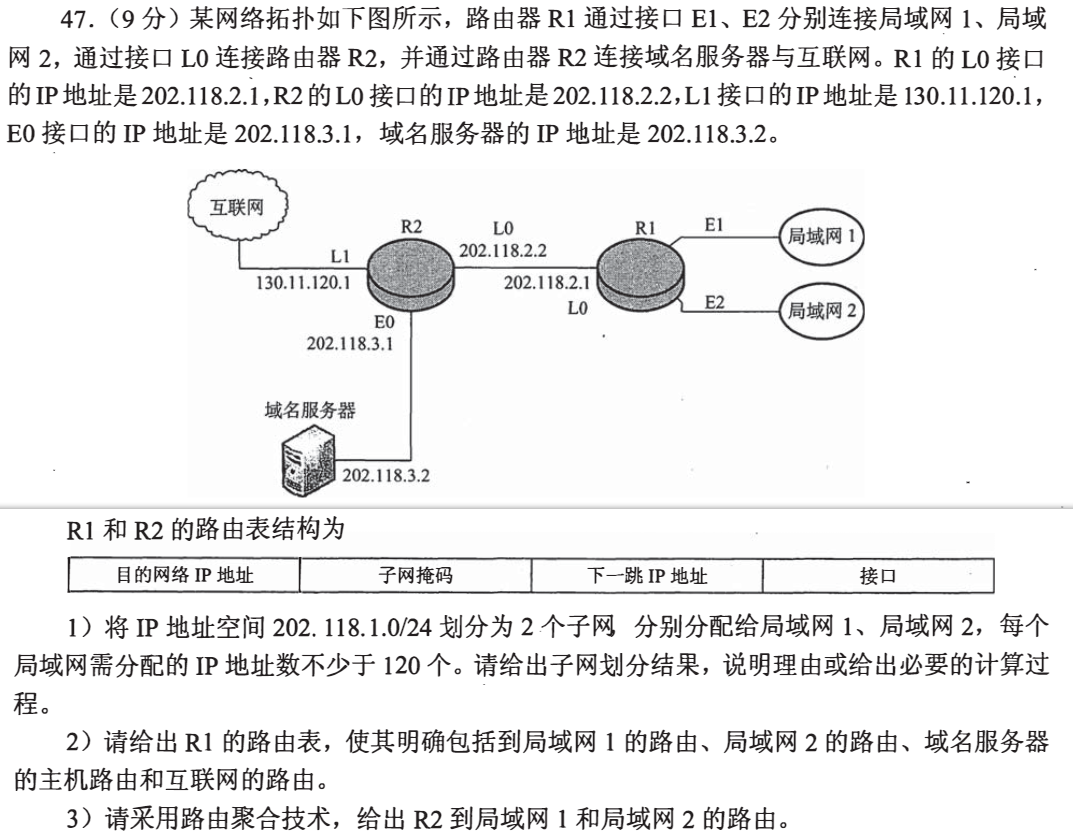 47.（9 分）某网络拓扑如下图所示，路由器 R1 通过接口 E1、E2 分别连接局域网 1、局域
网 2，通过接口 L0 连接路由器 R2，并通过路由器 R2 连接域名服务器与互联网。R1 的 L0 接口
的 IP 地址是 202.118.2.1，R2 的 L0 接口的 IP 地址是 202.118.2.2，L1 接口的 IP 地址是 130.11.120.1，
E0 接口的 IP 地址是 202.118.3.1，域名服务器的 IP 地址是 202.118.3.2。
互联网
R2
L0
R1
E1
局域网 1
L1
202.118.2.2
130.11.120.1
202.118.2.1
L0
E2
局域网 2
E0
202.118.3.1
域名服务器
202.118.3.2
R1 和 R2 的路由表结构为
目的网络 IP 地址 子网掩码 下一跳 IP 地址 接口
1）将 IP 地址空间 202. 118.1.0/24 划分为 2 个子网 分别分配给局域网 1、局域网 2，每个
局域网需分配的 IP 地址数不少于 120 个。请给出子网划分结果，说明理由或给出必要的计算过
程。
2）请给出 R1 的路由表，使其明确包括到局域网 1 的路由、局域网 2 的路由、域名服务器
的主机路由和互联网的路由。
3）请采用路由聚合技术，给出 R2 到局域网 1 和局域网 2 的路由。